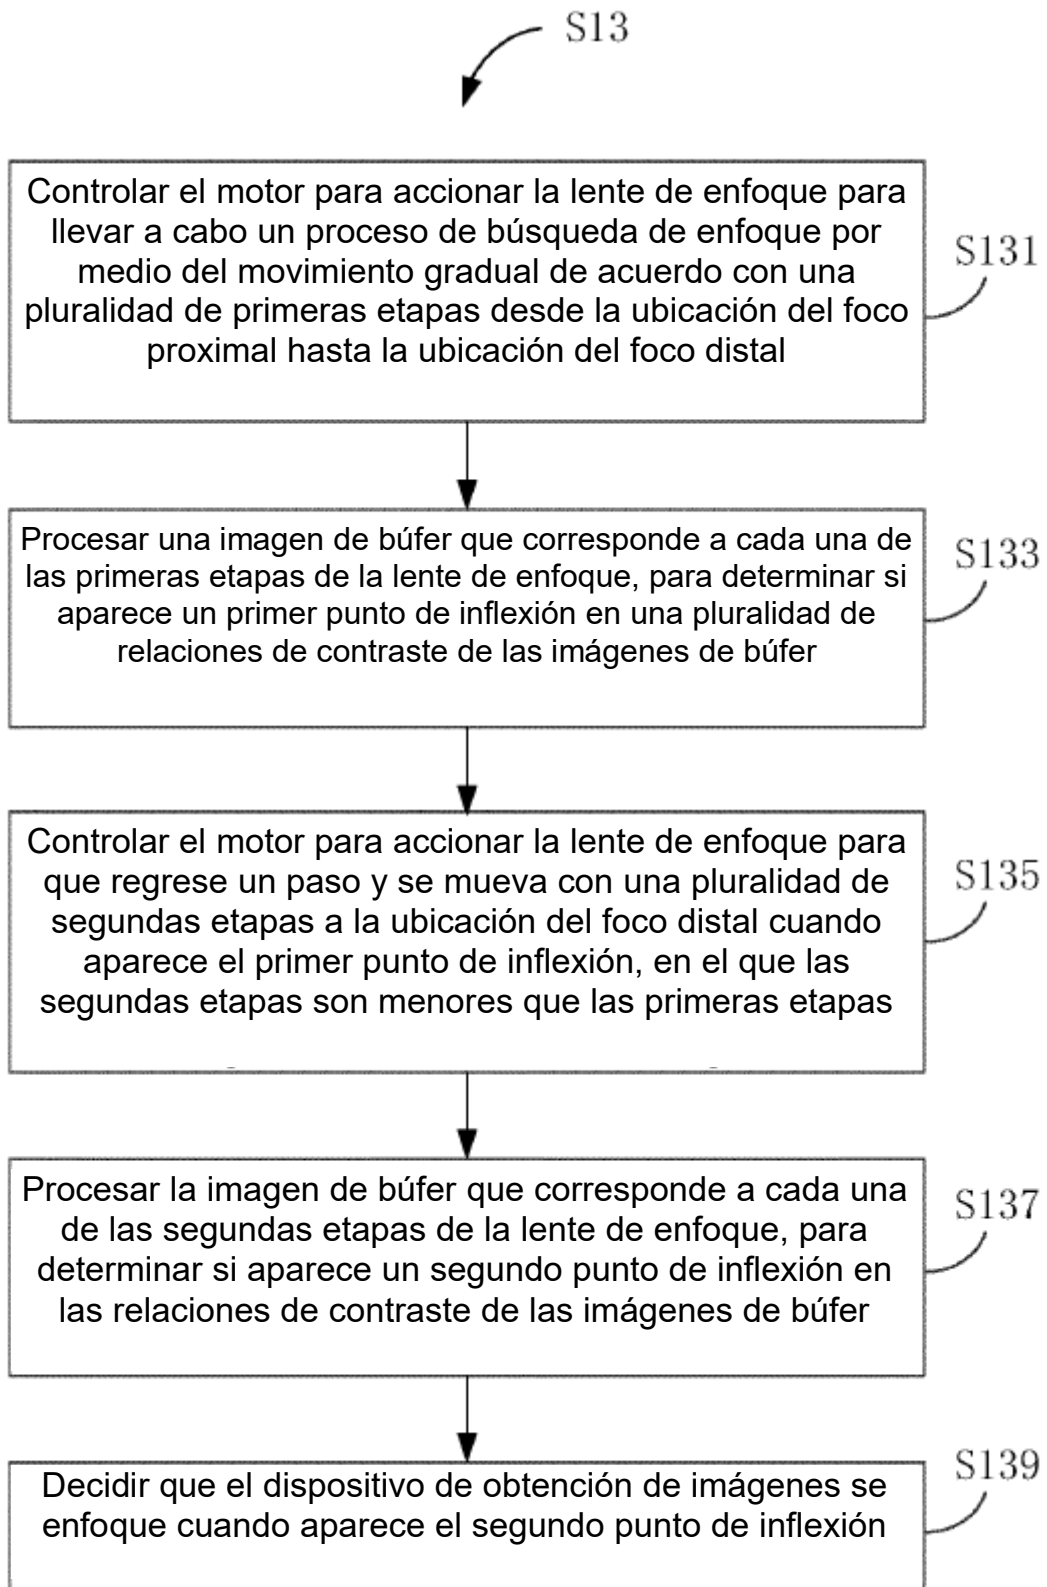 S13
Controlar el motor para accionar la lente de enfoque para
llevar a cabo un proceso de búsqueda de enfoque por
medio del movimiento gradual de acuerdo con una
pluralidad de primeras etapas desde la ubicación del foco
proximal hasta la ubicación del foco distal
S131
Procesar una imagen de búfer que corresponde a cada una de
las primeras etapas de la lente de enfoque, para determinar si
aparece un primer punto de inflexión en una pluralidad de
relaciones de contraste de las imágenes de búfer
S133
Controlar el motor para accionar la lente de enfoque para
que regrese un paso y se mueva con una pluralidad de
segundas etapas a la ubicación del foco distal cuando
aparece el primer punto de inflexión, en el que las
segundas etapas son menores que las primeras etapas
S135
Procesar la imagen de búfer que corresponde a cada una
de las segundas etapas de la lente de enfoque, para
determinar si aparece un segundo punto de inflexión en
las relaciones de contraste de las imágenes de búfer
S137
Decidir que el dispositivo de obtención de imágenes se
enfoque cuando aparece el segundo punto de inflexión
S139